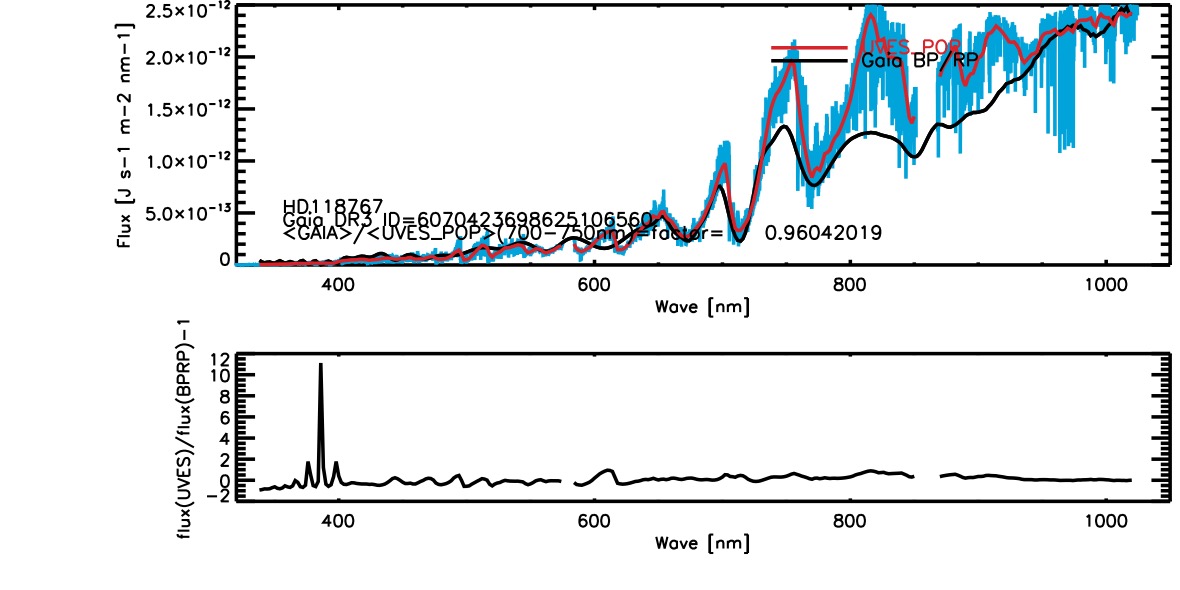 2.5×10−12
2.0×10−12
1.5×10−12
1.0×10−12
5.0×10−13
0
Flux [J s−1 m−2 nm−1]
UVES_POP
Gaia BP/RP
HD118767
Gaia DR3 ID=6070423698625106560
<GAIA>/<UVES_POP>(700−750nm)=factor= 0.96042019
400 600 800 1000
Wave [nm]
flux(UVES)/flux(BPRP)−1
12
10
8
6
4
2
0
−2
400 600 800 1000
Wave [nm]